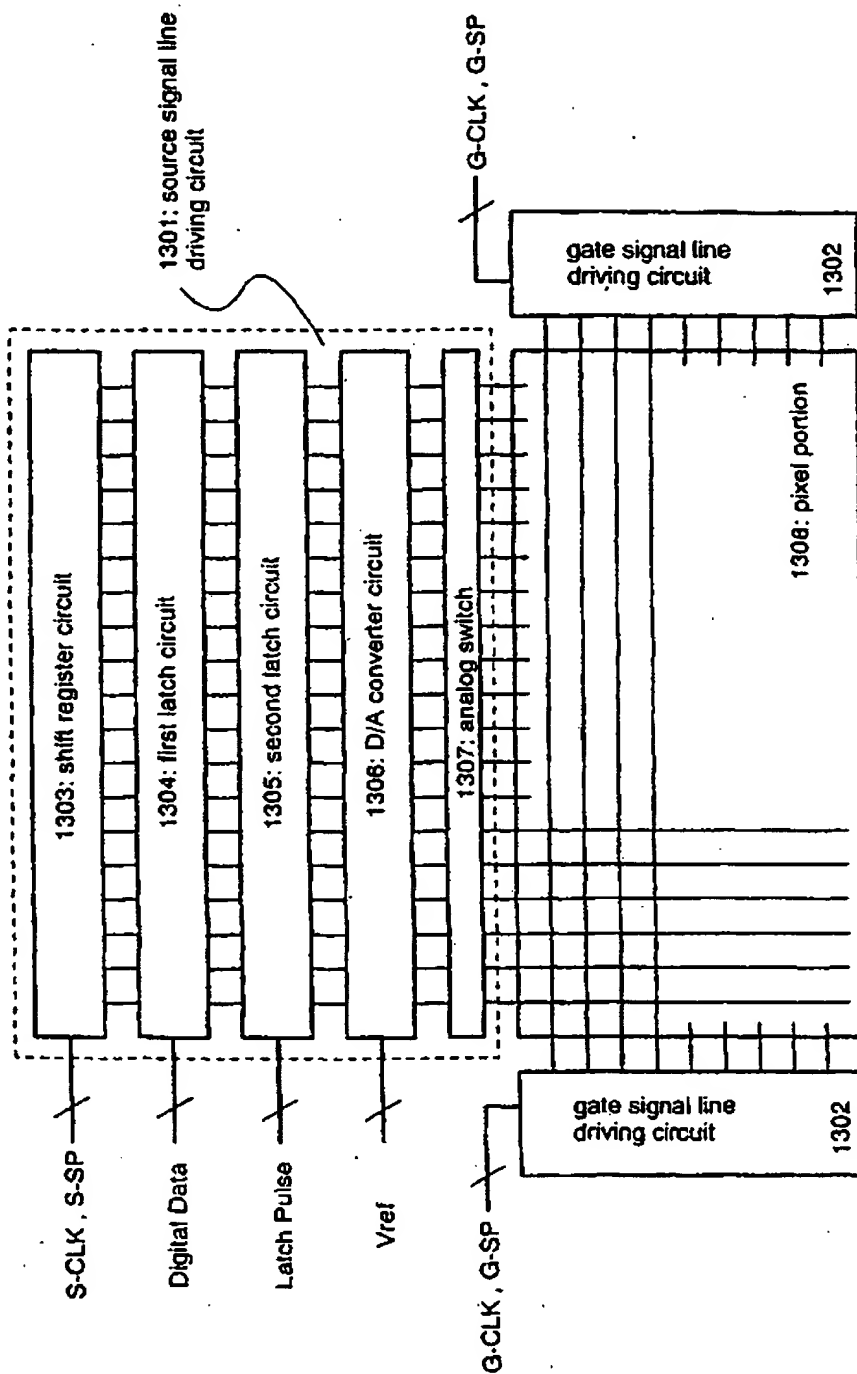 1301: source signal line
driving circuit
S-CLK , S-SP
1303: shift register circuit
Digital Data
1304: first latch circuit
Latch Pulse
1305: second latch circuit
Vref
1306: D/A converter circuit
1307: analog switch
G-CLK , G-SP
gate signal line
driving circuit
1302
G-CLK , G-SP
gate signal line
driving circuit
1302
1308: pixel portion